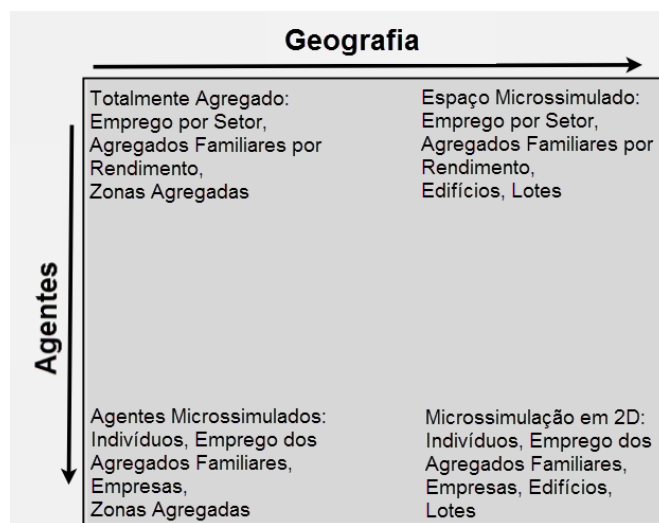 Geografia
Agentes
Totalmente Agregado:
Emprego por Setor,
Agregados Familiares por
Rendimento,
Zonas Agregadas
Espaço Microssimulado:
Emprego por Setor,
Agregados Familiares por
Rendimento,
Edifícios, Lotes
Agentes Microssimulados:
Indivíduos, Emprego dos
Agregados Familiares,
Empresas,
Zonas Agregadas
Microssimulação em 2D:
Indivíduos, Emprego dos
Agregados Familiares,
Empresas, Edifícios,
Lotes